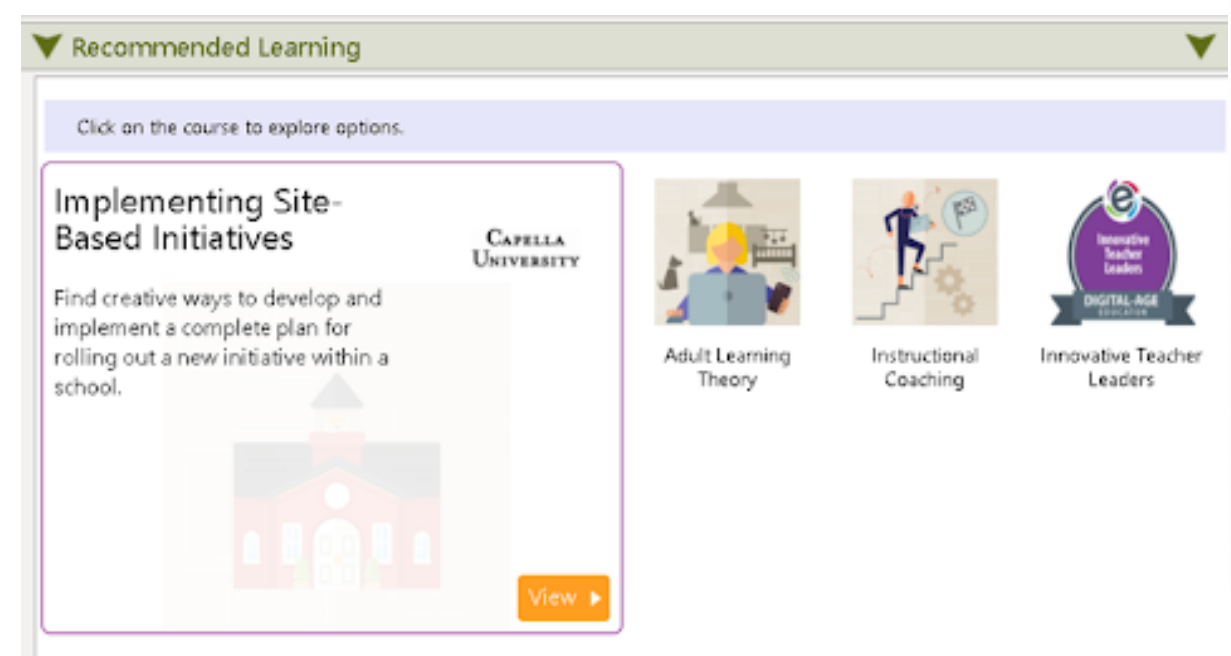 Recommended Learning
Click on the course to explore options.
Implementing Site-
Based Initiatives
CAPELLA
UNIVERSITY
Find creative ways to develop and
implement a complete plan for
rolling out a new initiative within a
school.
View
Adult Learning
Theory
Instructional
Coaching
e
Innovative
Teacher
Leaders
DIGITAL-AGE
EDUCATOR
Innovative Teacher
Leaders